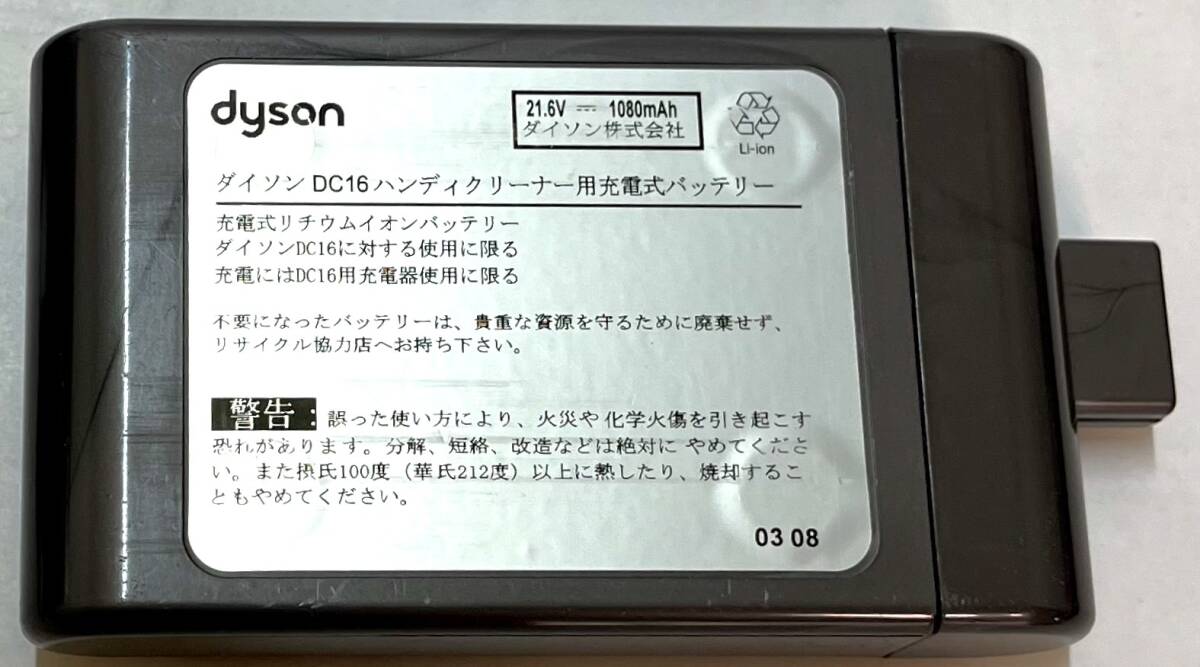 dyson
21.6V ⎓ 1080mAh
ダイソン株式会社
Li-ion
ダイソン DC16 ハンディクリーナー用充電式バッテリー
充電式リチウムイオンバッテリー
ダイソンDC16に対する使用に限る
充電にはDC16用充電器使用に限る
不要になったバッテリーは、貴重な資源を守るために廃棄せず、
リサイクル協力店へお持ち下さい。
警告：誤った使い方により、火災や化学火傷を引き起こす
恐れがあります。分解、短絡、改造などは絶対に やめてくださ
い。また摂氏100度（華氏212度）以上に熱したり、焼却するこ
ともやめてください。
03 08